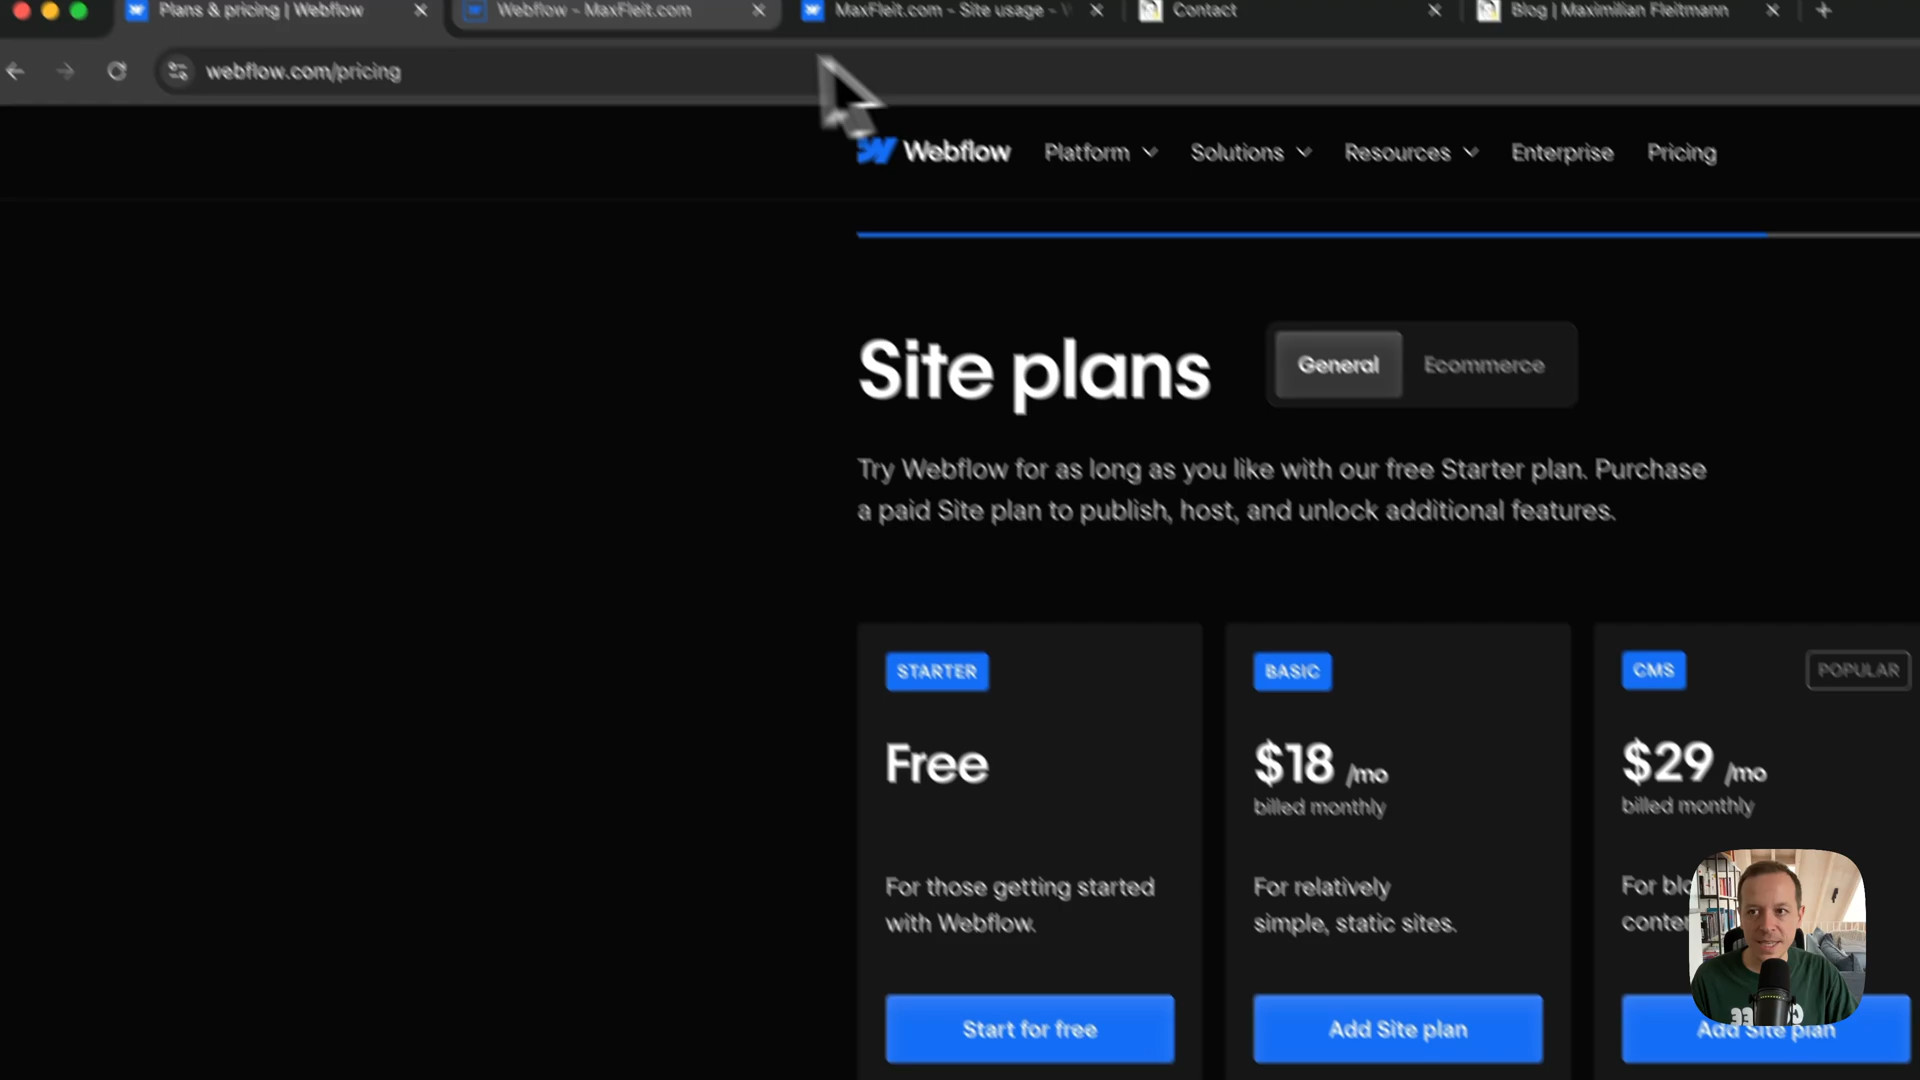 Plans & pricing | Webflow
Webflow - MaxFleit.com
MaxFleit.com - Site usage -
Contact
Blog | Maximilian Fleitmann
webflow.com/pricing
Webflow
Platform
Solutions
Resources
Enterprise
Pricing
Site plans
General
Ecommerce
Try Webflow for as long as you like with our free Starter plan. Purchase
a paid Site plan to publish, host, and unlock additional features.
STARTER
Free
For those getting started
with Webflow.
Start for free
BASIC
$18 /mo
billed monthly
For relatively
simple, static sites.
Add Site plan
CMS
POPULAR
$29 /mo
billed monthly
For
Add Site plan